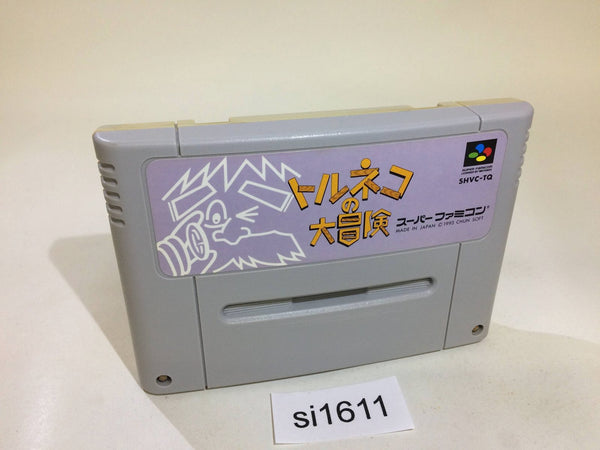 トルネコ
の
大冒険
SHVC-TQ
スーパーファミコン
MADE IN JAPAN ©1993 CHUN SOFT
si1611